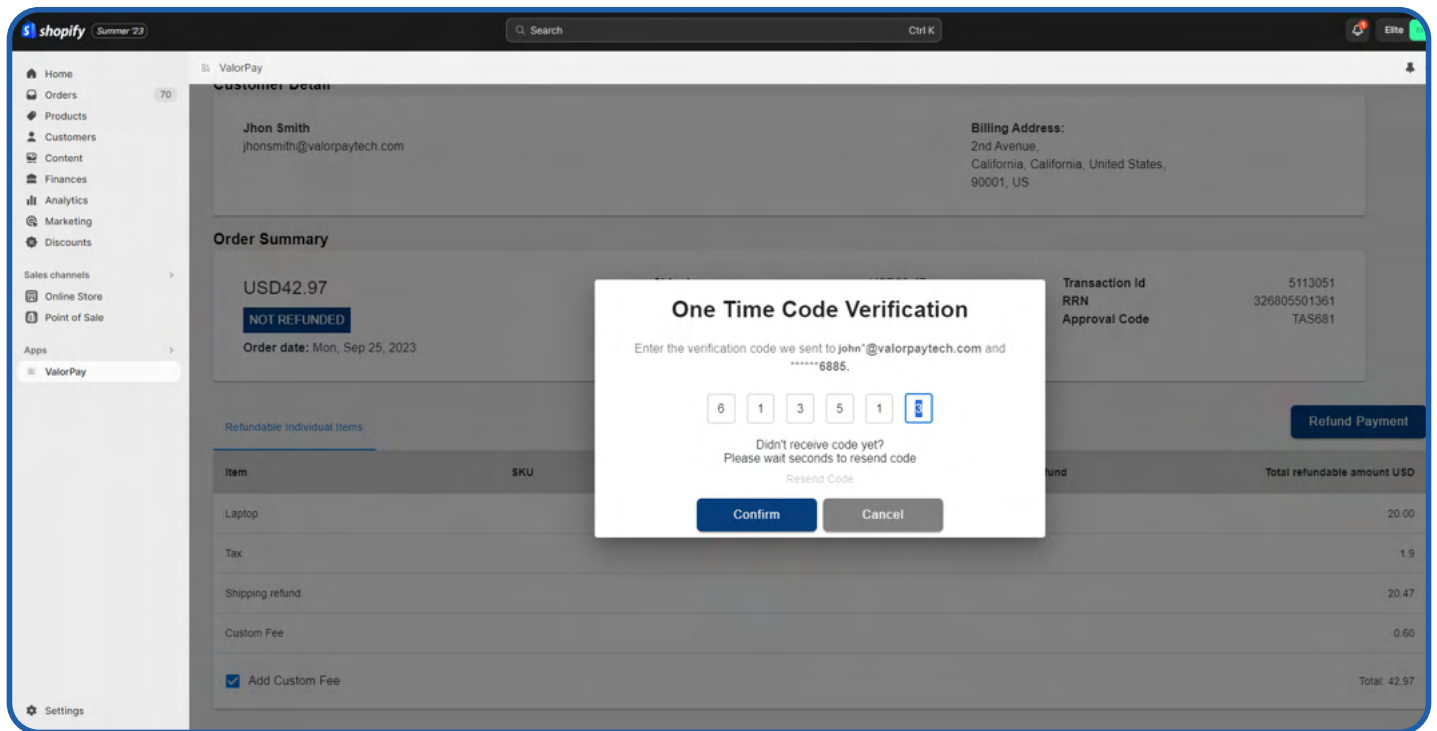 shopify Summer '23
Search Ctrl K
Elite
Home
Orders 70
Products
Customers
Content
Finances
Analytics
Marketing
Discounts
Sales channels
Online Store
Point of Sale
Apps
ValorPay
Settings
ValorPay
Customer Detail
Jhon Smith
jhonsmith@valorpaytech.com
Billing Address:
2nd Avenue,
California, California, United States,
90001, US
Order Summary
USD42.97
NOT REFUNDED
Order date: Mon, Sep 25, 2023
Transaction Id 5113051
RRN 326805501361
Approval Code TAS681
One Time Code Verification
Enter the verification code we sent to john*@valorpaytech.com and
******6885.
6 1 3 5 1 3
Didn't receive code yet?
Please wait seconds to resend code
Resend Code
Confirm Cancel
Refundable Individual Items
Refund Payment
Item SKU Total refundable amount USD
Laptop 20.00
Tax 1.9
Shipping refund 20.47
Custom Fee 0.60
Add Custom Fee Total: 42.97